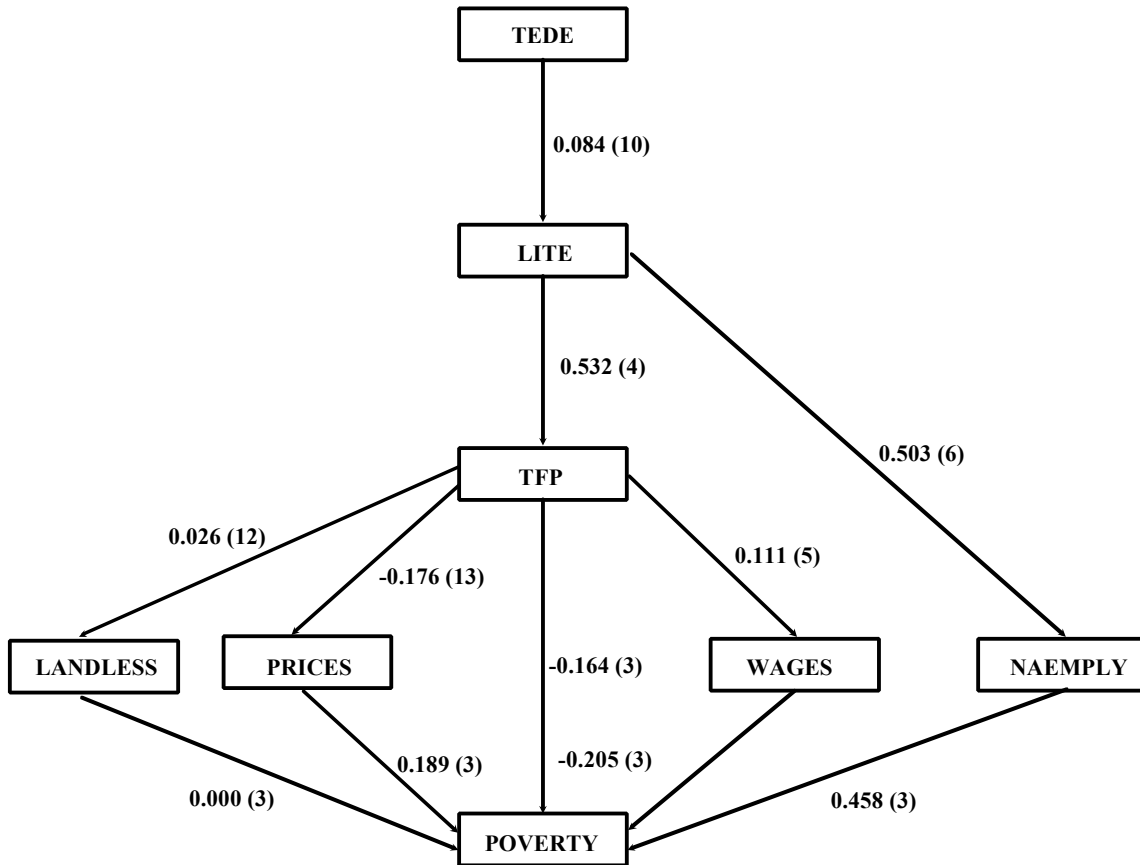 TEDE
0.084 (10)
LITE
0.532 (4)
0.503 (6)
TFP
0.026 (12)
-0.176 (13)
0.111 (5)
LANDLESS
PRICES
-0.164 (3)
WAGES
NAEMPLY
0.000 (3)
0.189 (3)
-0.205 (3)
0.458 (3)
POVERTY